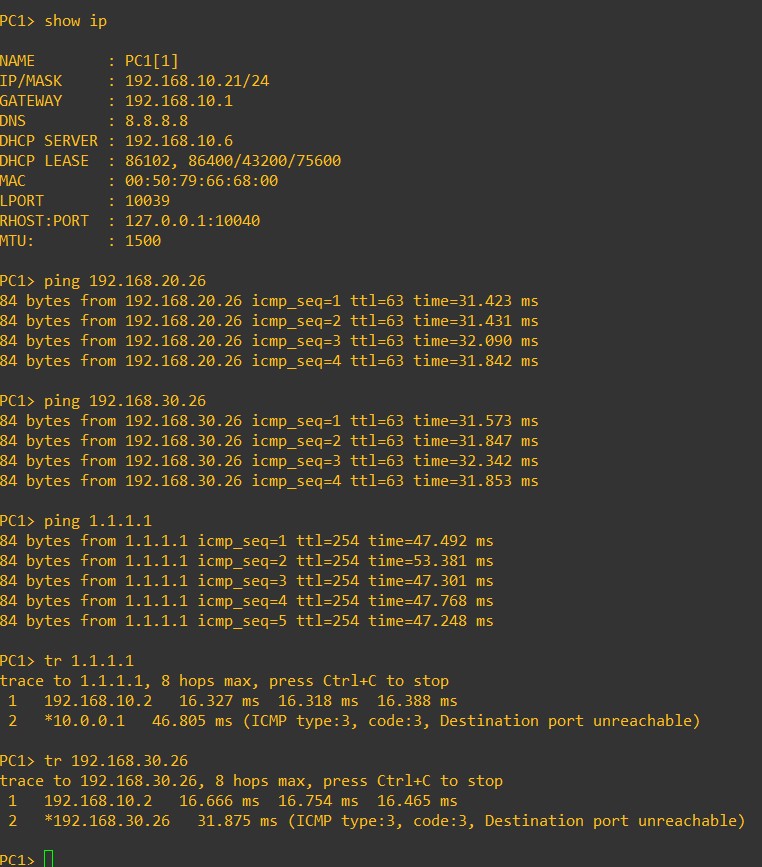 PC1> show ip
NAME        : PC1[1]
IP/MASK     : 192.168.10.21/24
GATEWAY     : 192.168.10.1
DNS         : 8.8.8.8
DHCP SERVER : 192.168.10.6
DHCP LEASE  : 86102, 86400/43200/75600
MAC         : 00:50:79:66:68:00
LPORT       : 10039
RHOST:PORT  : 127.0.0.1:10040
MTU:        : 1500
PC1> ping 192.168.20.26
84 bytes from 192.168.20.26 icmp_seq=1 ttl=63 time=31.423 ms
84 bytes from 192.168.20.26 icmp_seq=2 ttl=63 time=31.431 ms
84 bytes from 192.168.20.26 icmp_seq=3 ttl=63 time=32.090 ms
84 bytes from 192.168.20.26 icmp_seq=4 ttl=63 time=31.842 ms
PC1> ping 192.168.30.26
84 bytes from 192.168.30.26 icmp_seq=1 ttl=63 time=31.573 ms
84 bytes from 192.168.30.26 icmp_seq=2 ttl=63 time=31.847 ms
84 bytes from 192.168.30.26 icmp_seq=3 ttl=63 time=32.342 ms
84 bytes from 192.168.30.26 icmp_seq=4 ttl=63 time=31.853 ms
PC1> ping 1.1.1.1
84 bytes from 1.1.1.1 icmp_seq=1 ttl=254 time=47.492 ms
84 bytes from 1.1.1.1 icmp_seq=2 ttl=254 time=53.381 ms
84 bytes from 1.1.1.1 icmp_seq=3 ttl=254 time=47.301 ms
84 bytes from 1.1.1.1 icmp_seq=4 ttl=254 time=47.768 ms
84 bytes from 1.1.1.1 icmp_seq=5 ttl=254 time=47.248 ms
PC1> tr 1.1.1.1
trace to 1.1.1.1, 8 hops max, press Ctrl+C to stop
 1   192.168.10.2   16.327 ms  16.318 ms  16.388 ms
 2   *10.0.0.1   46.805 ms (ICMP type:3, code:3, Destination port unreachable)
PC1> tr 192.168.30.26
trace to 192.168.30.26, 8 hops max, press Ctrl+C to stop
 1   192.168.10.2   16.666 ms  16.754 ms  16.465 ms
 2   *192.168.30.26   31.875 ms (ICMP type:3, code:3, Destination port unreachable)
PC1>